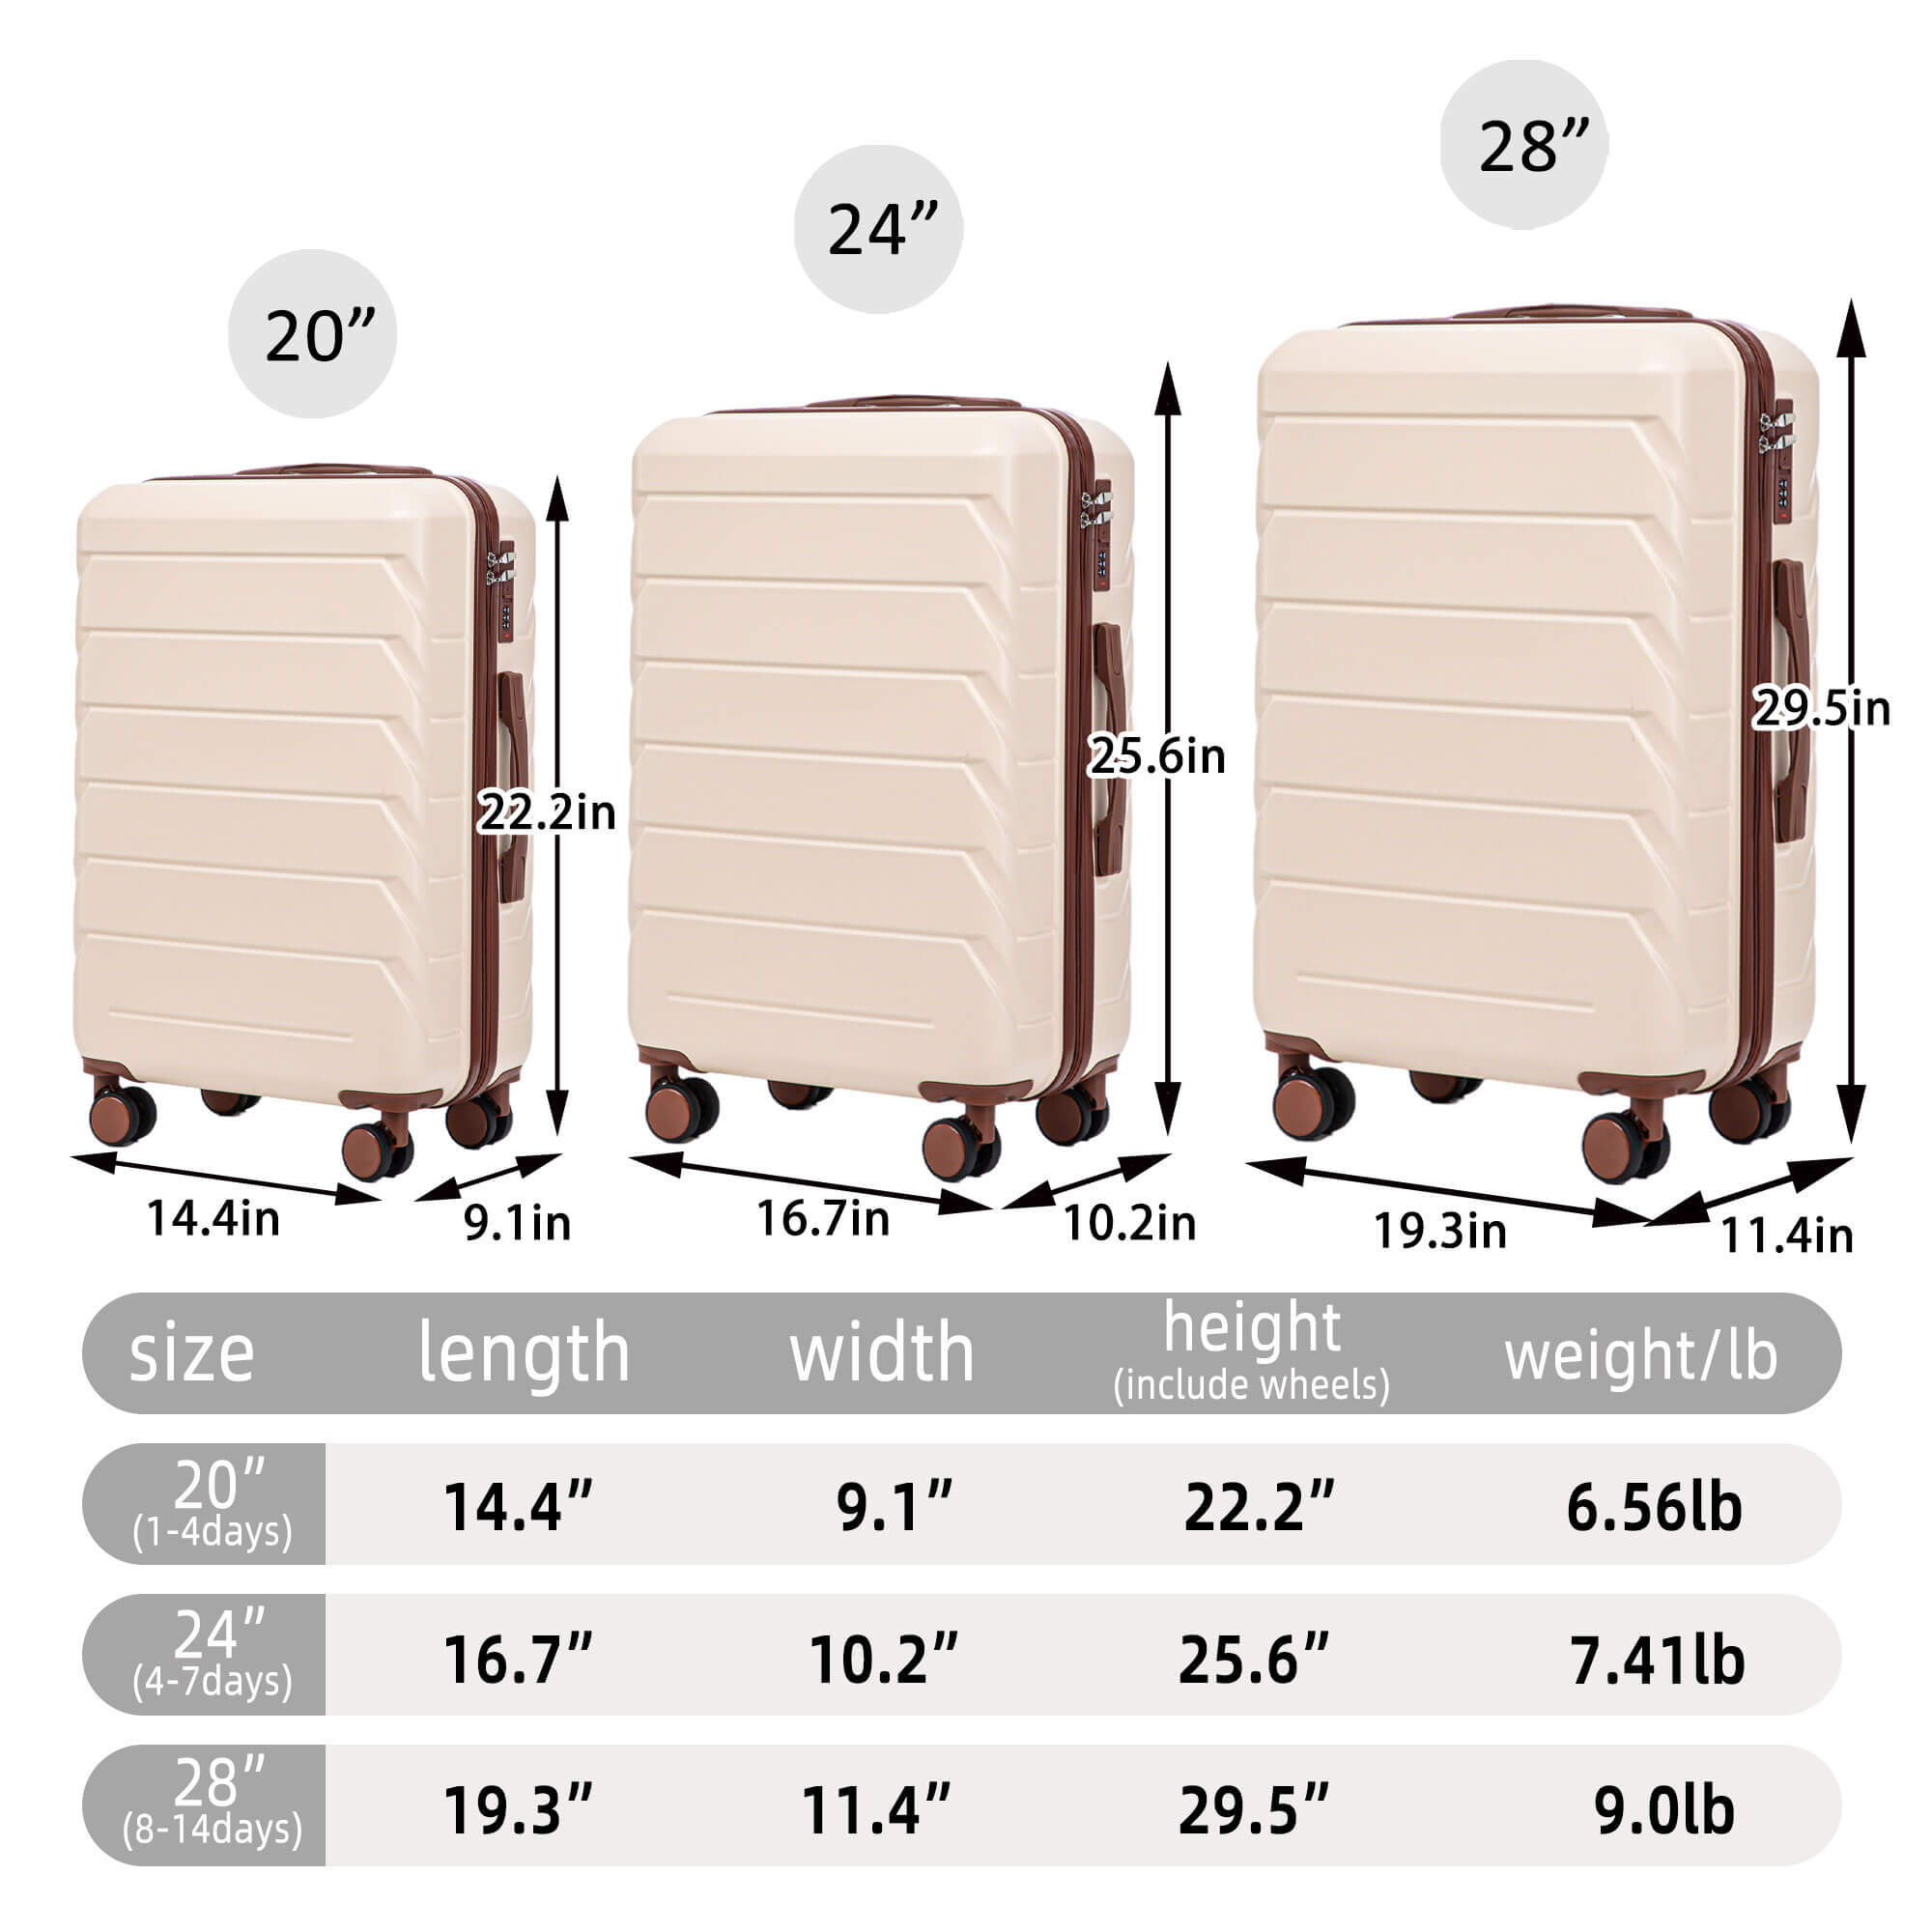 20”
24”
28”
22.2in
25.6in
29.5in
14.4in
9.1in
16.7in
10.2in
19.3in
11.4in
size length width height weight/lb
(include wheels)
20” 14.4” 9.1” 22.2” 6.56lb
(1-4days)
24” 16.7” 10.2” 25.6” 7.41lb
(4-7days)
28” 19.3” 11.4” 29.5” 9.0lb
(8-14days)